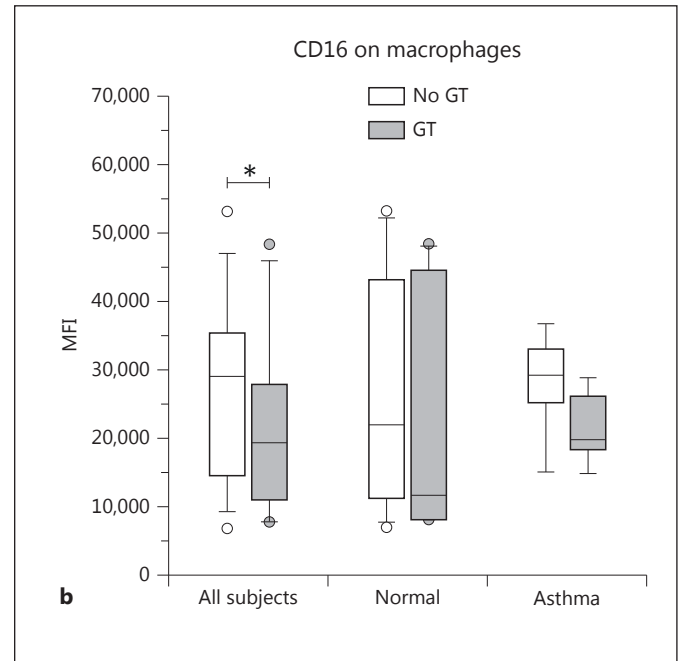 CD16 on macrophages
No GT
GT
70,000
60,000
50,000
40,000
30,000
20,000
10,000
0
MFI
*
All subjects
Normal
Asthma
b